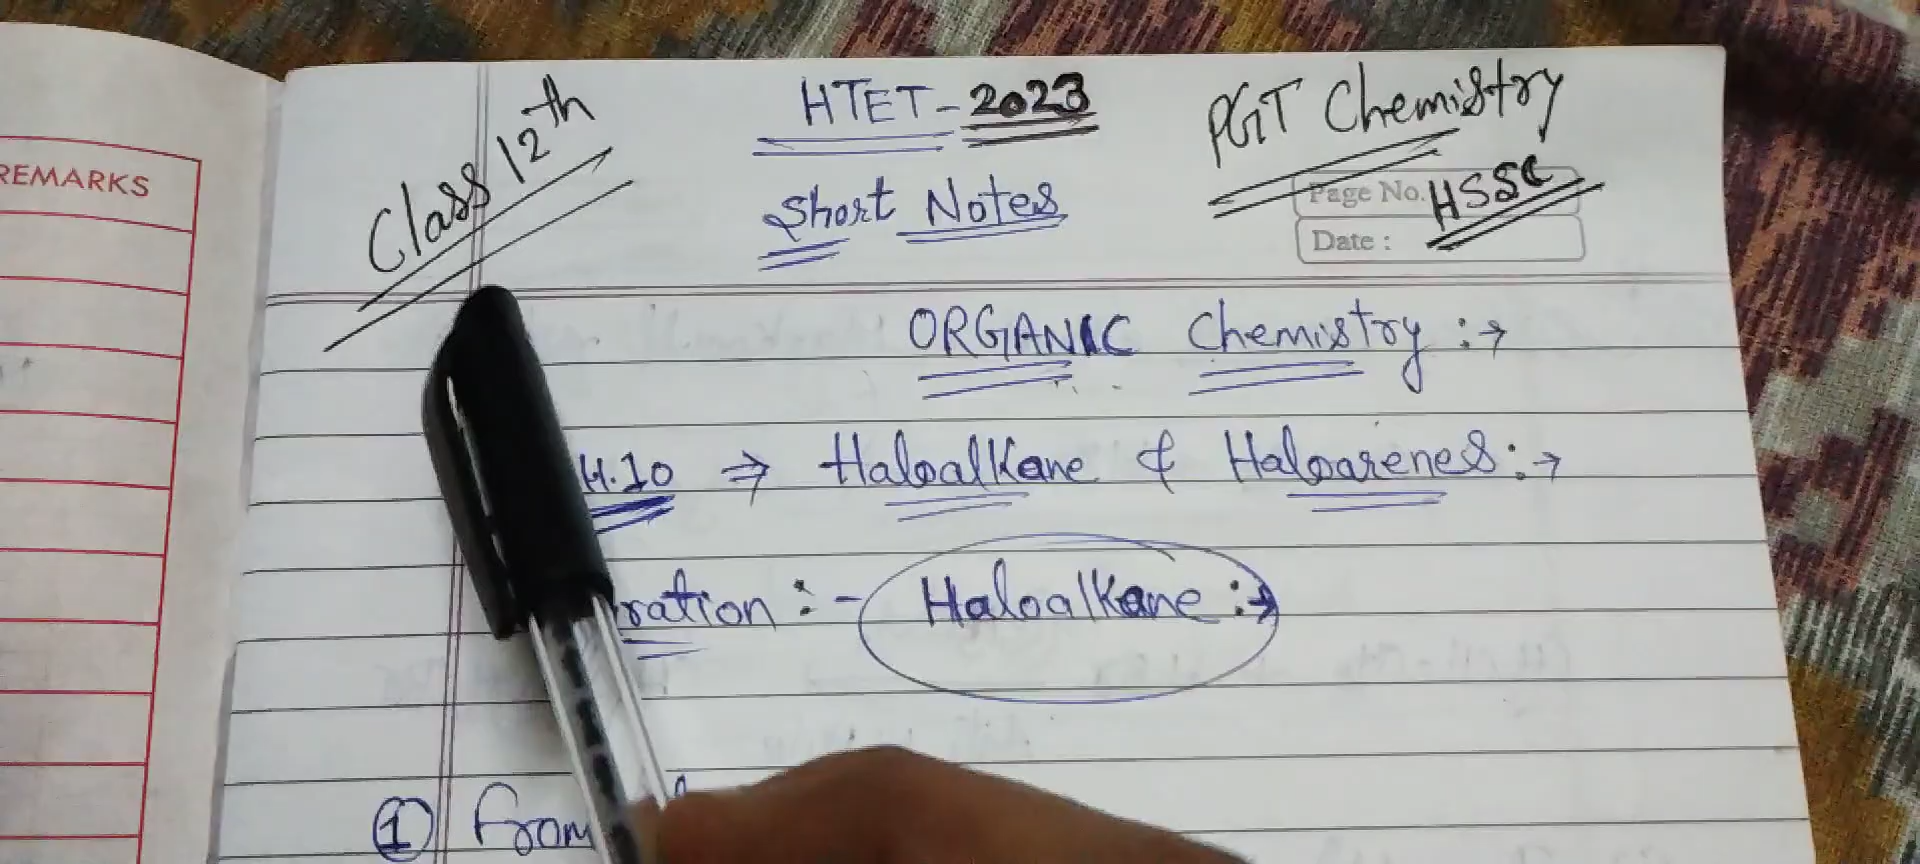 REMARKS
Class 12th
HTET-2023
PGT Chemistry
Short Notes
Page No. HSSC
Date :
ORGANIC Chemistry :→
H.10 ⇒ Haloalkane & Haloarenes :→
ration :- Haloalkane :→
① From